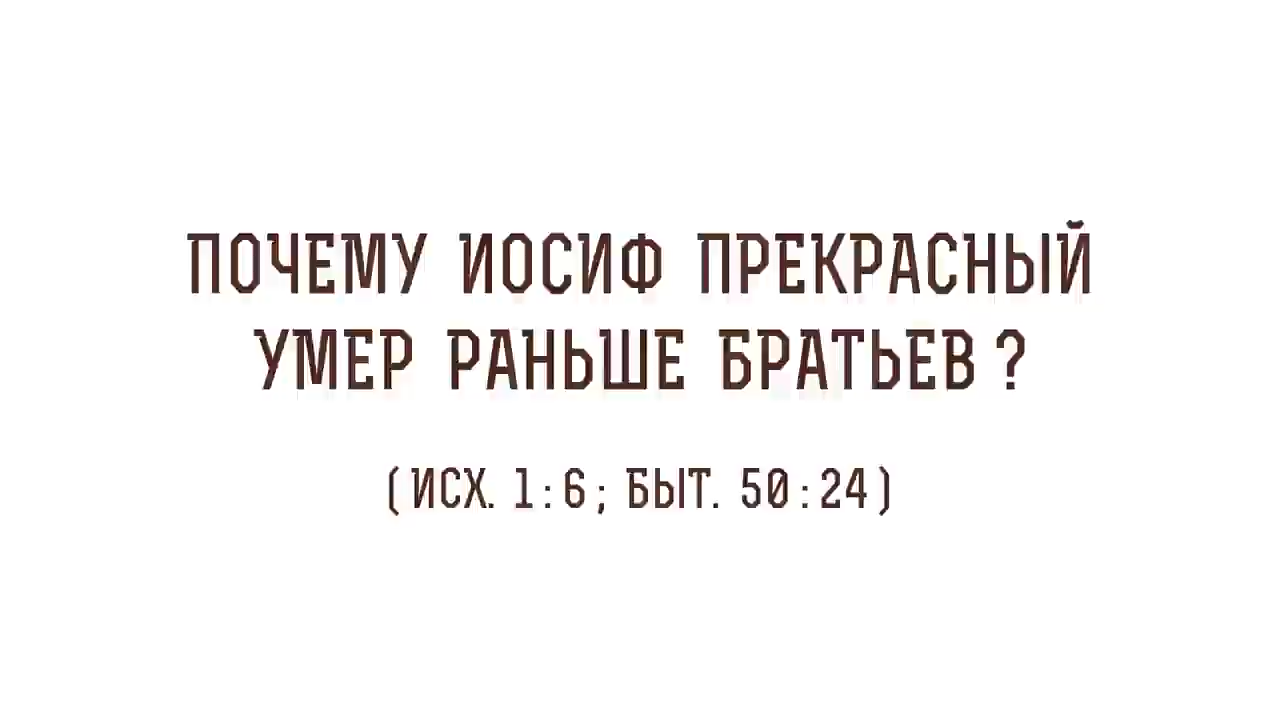 ПОЧЕМУ ИОСИФ ПРЕКРАСНЫЙ
УМЕР РАНЬШЕ БРАТЬЕВ?
(ИСХ. 1:6; БЫТ. 50:24)